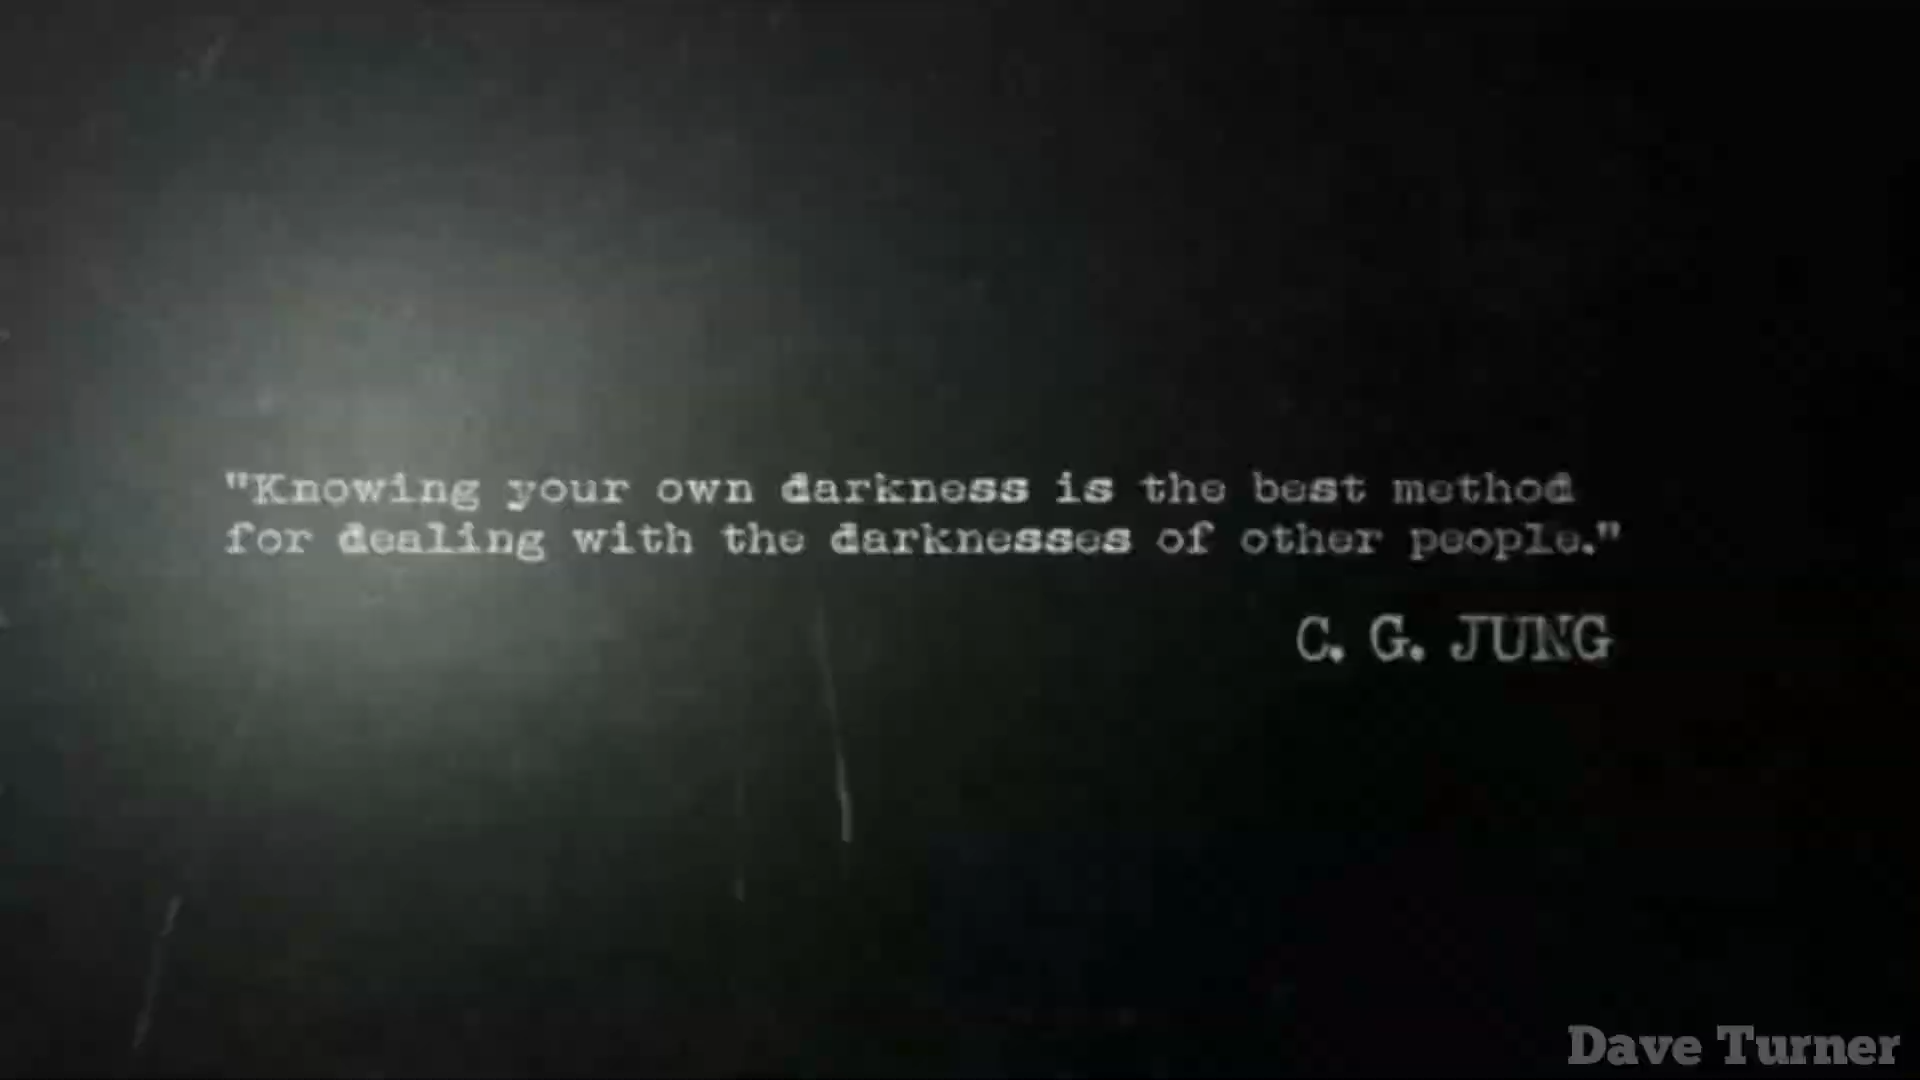 "Knowing your own darkness is the best method
for dealing with the darknesses of other people."
C. G. JUNG
Dave Turner